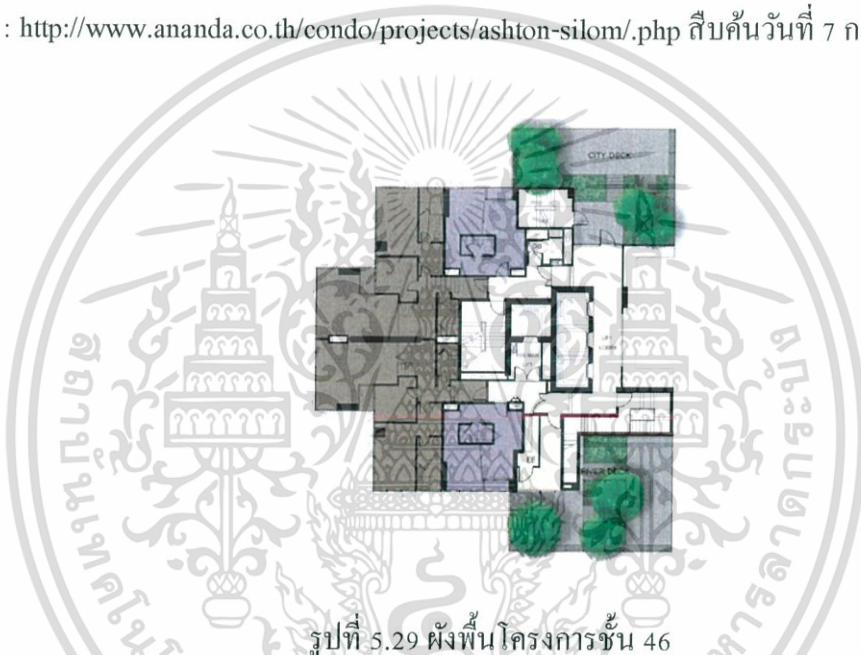 : http://www.ananda.co.th/condo/projects/ashton-silom/.php สืบค้นวันที่ 7 ก
CITY DECK
LIFT
LOBBY
RIVER DECK
รูปที่ 5.29 ผังพื้นโครงการชั้น 46